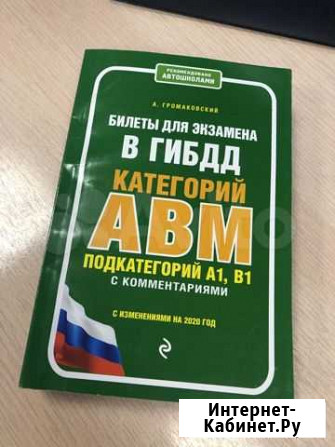 РЕКОМЕНДОВАНО
АВТОШКОЛАМИ
А. ГРОМАКОВСКИЙ
БИЛЕТЫ ДЛЯ ЭКЗАМЕНА
В ГИБДД
КАТЕГОРИЙ
АВМ
ПОДКАТЕГОРИЙ А1, В1
С КОММЕНТАРИЯМИ
С ИЗМЕНЕНИЯМИ НА 2020 ГОД
Интернет-
Кабинет.Ру